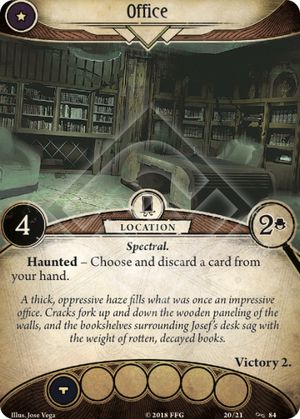 Office
4
2
LOCATION
Spectral.
Haunted – Choose and discard a card from
your hand.
A thick, oppressive haze fills what was once an impressive
office. Cracks fork up and down the wooden paneling of the
walls, and the bookshelves surrounding Josef's desk sag with
the weight of rotten, decayed books.
Victory 2.
Illus. Jose Vega © 2018 FFG 20/21 84